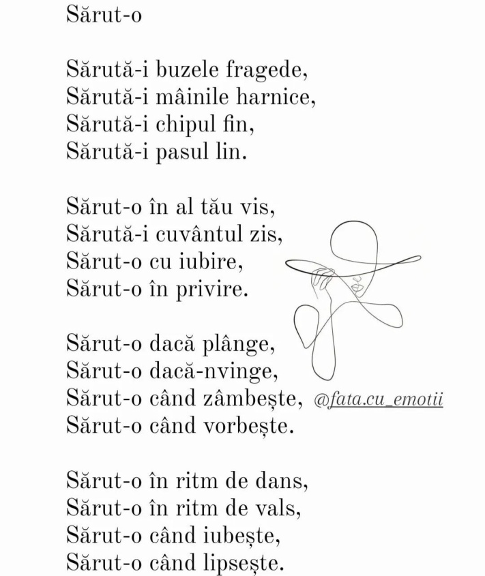 Sărut-o
Sărută-i buzele fragede,
Sărută-i mâinile harnice,
Sărută-i chipul fin,
Sărută-i pasul lin.
Sărut-o în al tău vis,
Sărută-i cuvântul zis,
Sărut-o cu iubire,
Sărut-o în privire.
Sărut-o dacă plânge,
Sărut-o dacă-nvinge,
Sărut-o când zâmbește, @fata.cu_emotii
Sărut-o când vorbește.
Sărut-o în ritm de dans,
Sărut-o în ritm de vals,
Sărut-o când iubește,
Sărut-o când lipsește.